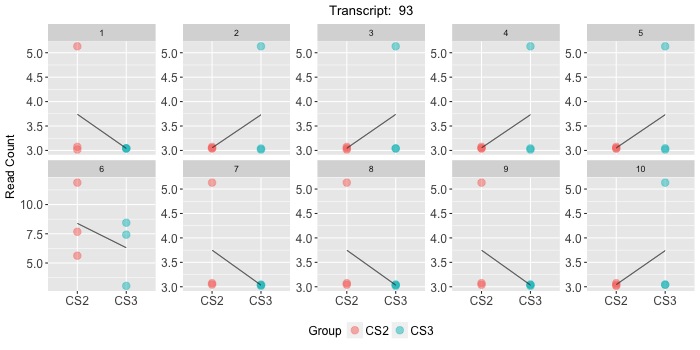 Transcript: 93
1 2 3 4 5
5.0 5.0 5.0 5.0 5.0
4.5 4.5 4.5 4.5 4.5
4.0 4.0 4.0 4.0 4.0
3.5 3.5 3.5 3.5 3.5
3.0 3.0 3.0 3.0 3.0
Read Count
6 7 8 9 10
10.0 5.0 5.0 5.0 5.0
7.5 4.5 4.5 4.5 4.5
5.0 4.0 4.0 4.0 4.0
3.5 3.5 3.5 3.5
3.0 3.0 3.0 3.0
CS2 CS3 CS2 CS3 CS2 CS3 CS2 CS3 CS2 CS3
Group CS2 CS3